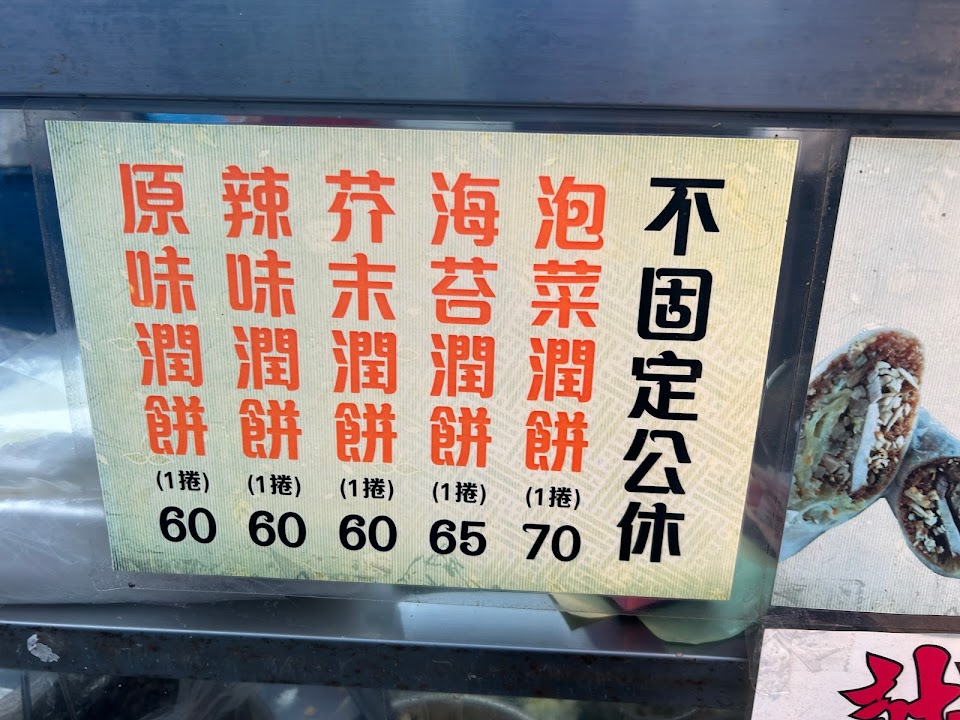 不固定公休
泡菜潤餅
(1捲)
70
海苔潤餅
(1捲)
65
芥末潤餅
(1捲)
60
辣味潤餅
(1捲)
60
原味潤餅
(1捲)
60